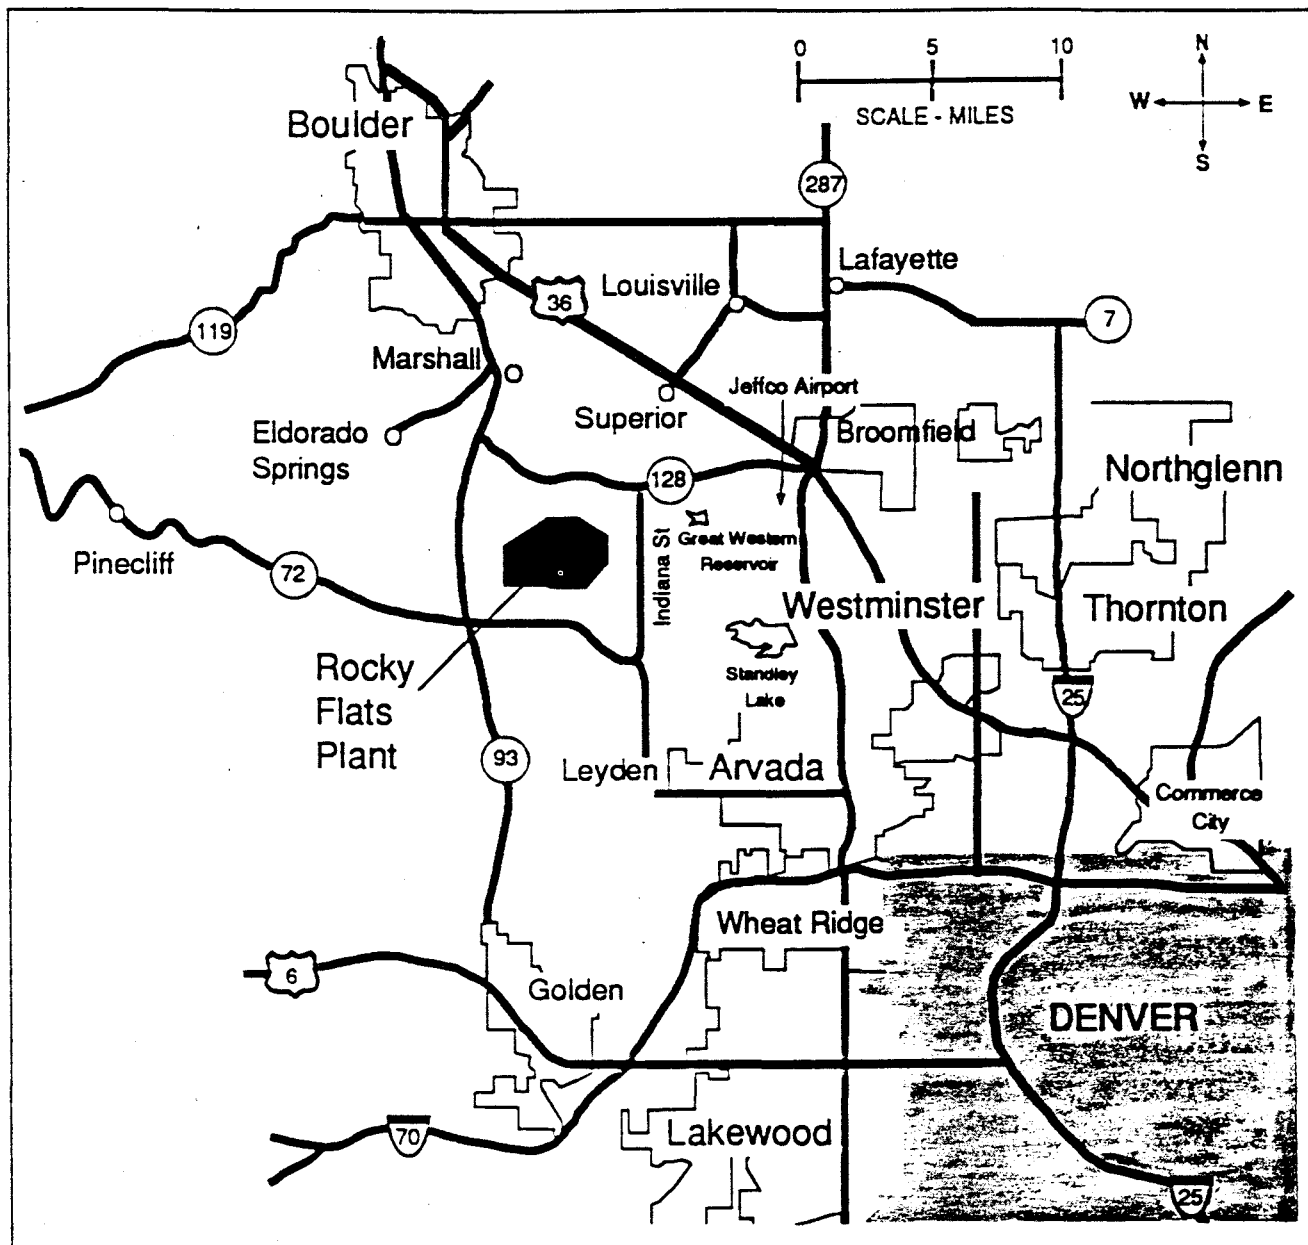 0 5 10
SCALE - MILES
N
W E
S
Boulder
287
Lafayette
Louisville
36
7
119
Marshall
Jeffco Airport
Superior
Broomfield
Eldorado
Springs
128
Northglenn
Pinecliff
72
Indiana St
Great Western
Reservoir
Westminster
Thornton
Rocky
Flats
Plant
Standley
Lake
25
93
Leyden
Arvada
Commerce
City
Wheat Ridge
6
Golden
DENVER
70
Lakewood
25